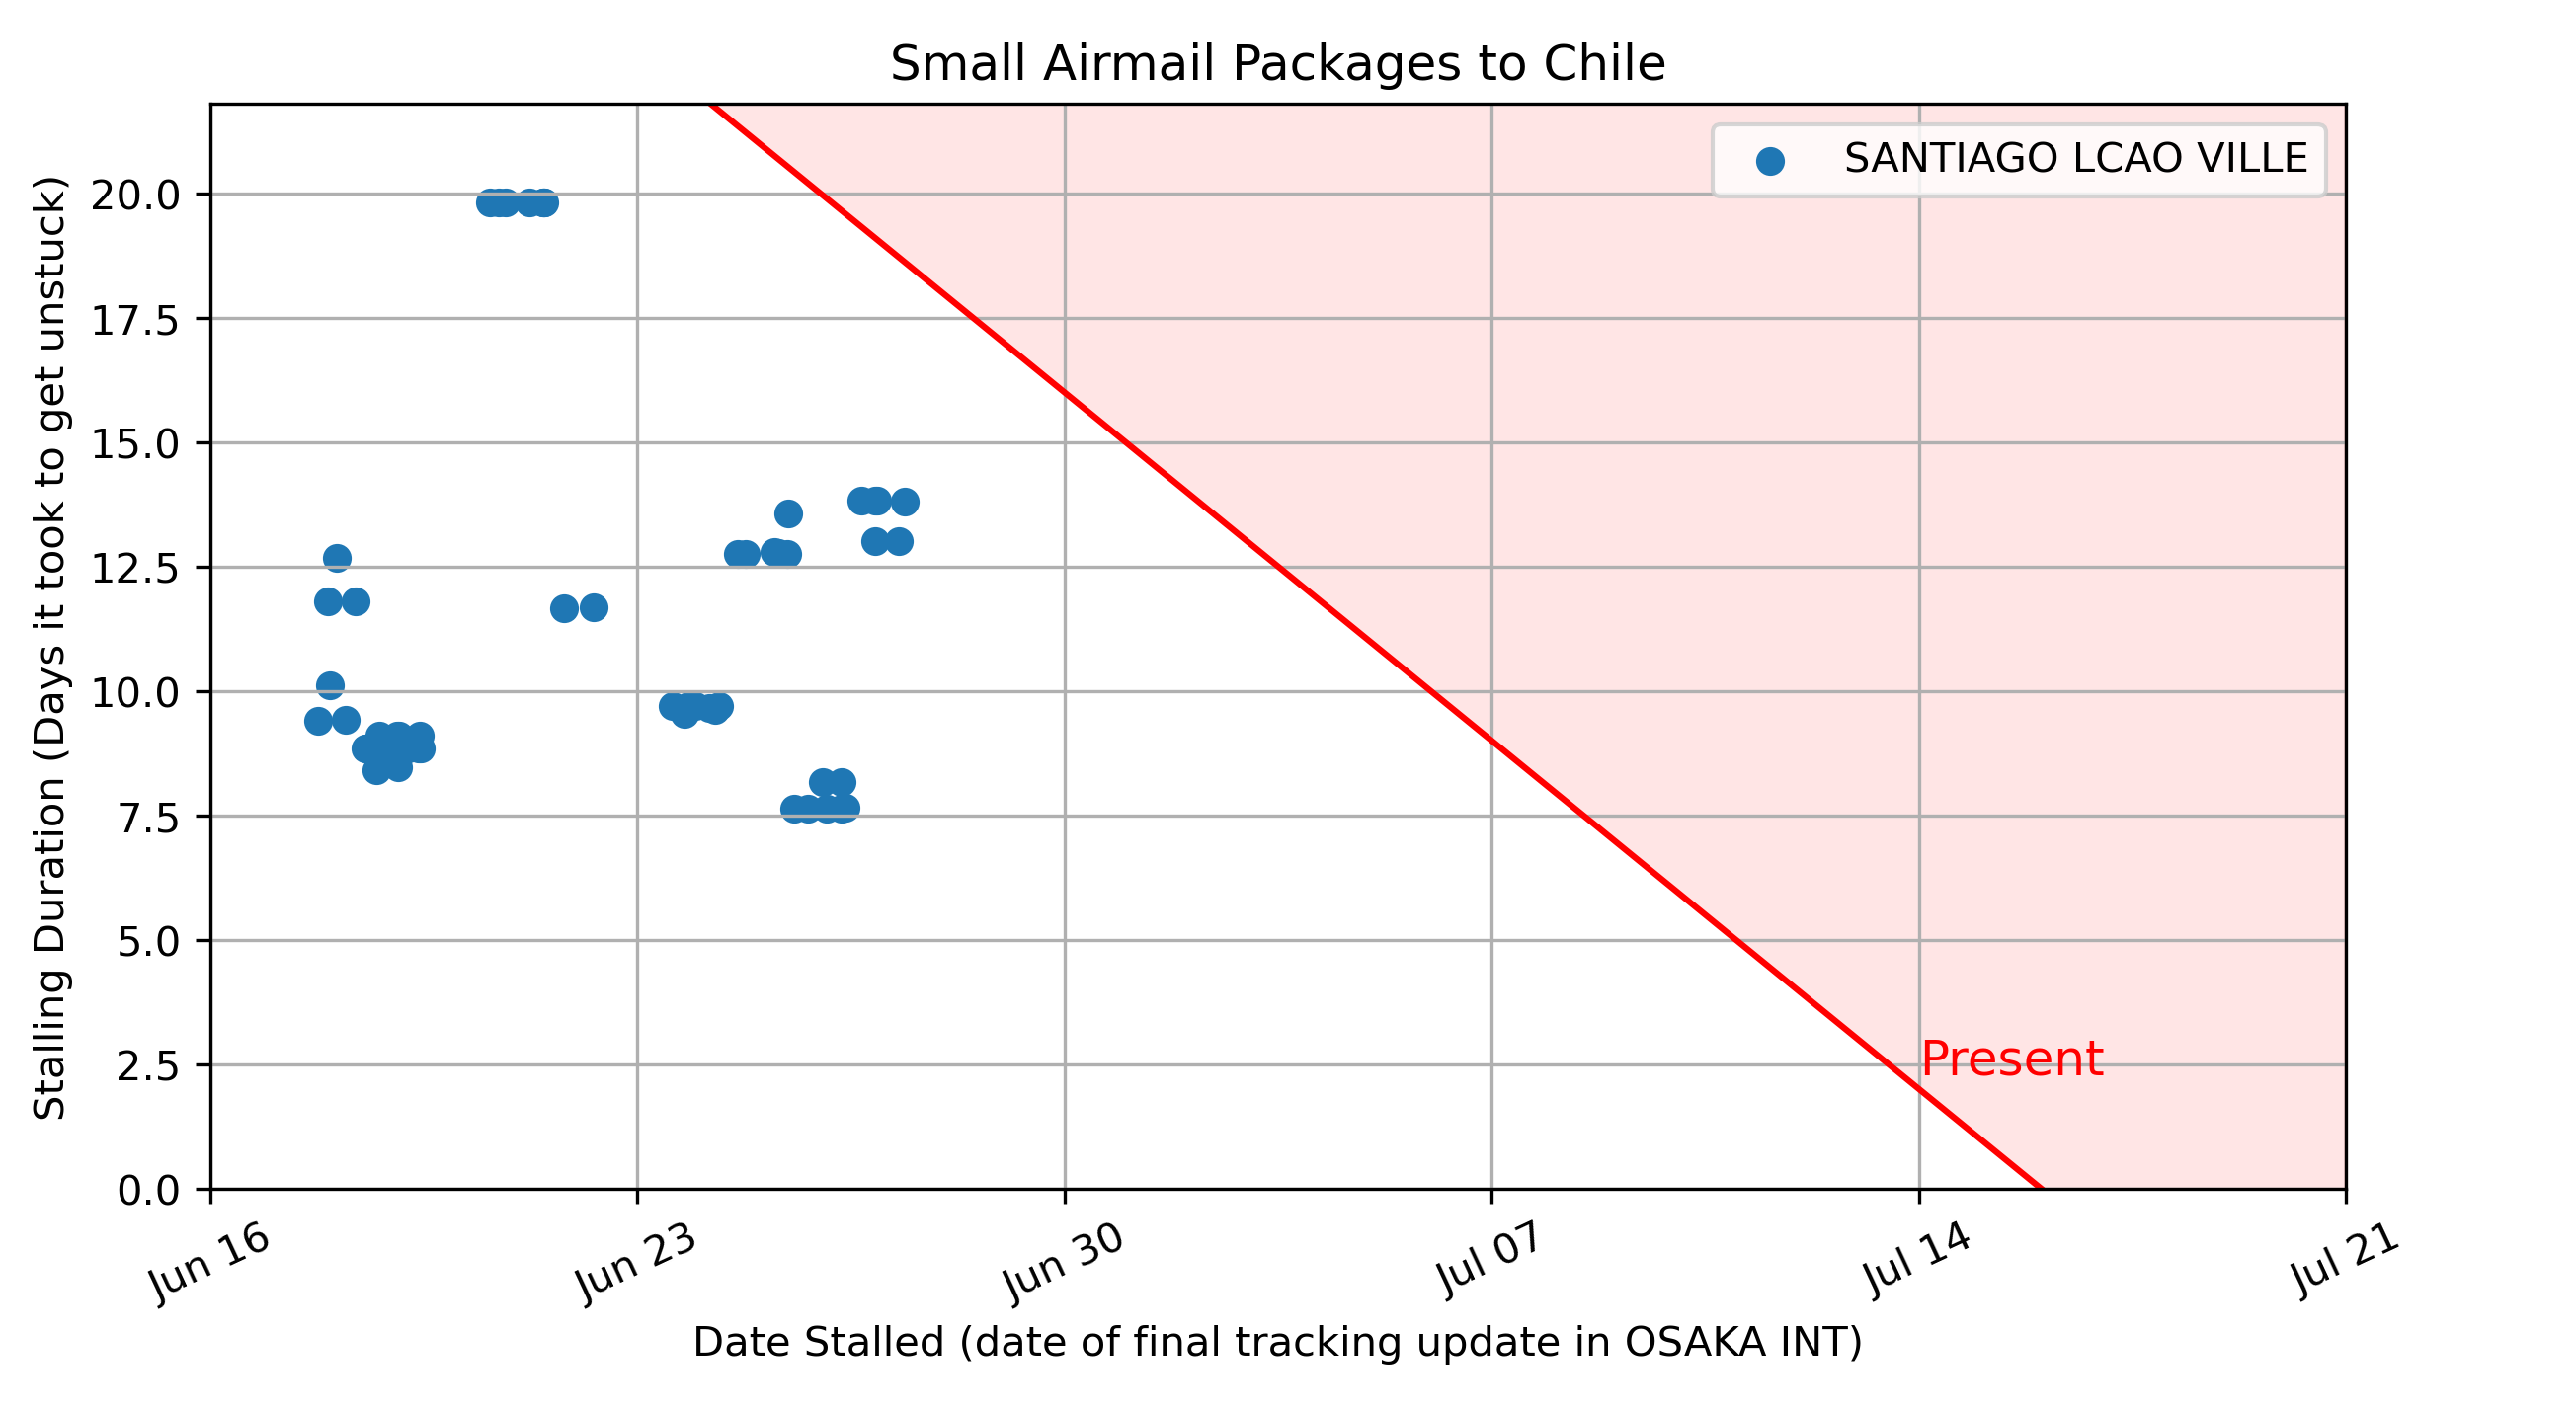 Small Airmail Packages to Chile
SANTIAGO LCAO VILLE
Stalling Duration (Days it took to get unstuck)
20.0
17.5
15.0
12.5
10.0
7.5
5.0
2.5
0.0
Present
Jun 16
Jun 23
Jun 30
Jul 07
Jul 14
Jul 21
Date Stalled (date of final tracking update in OSAKA INT)